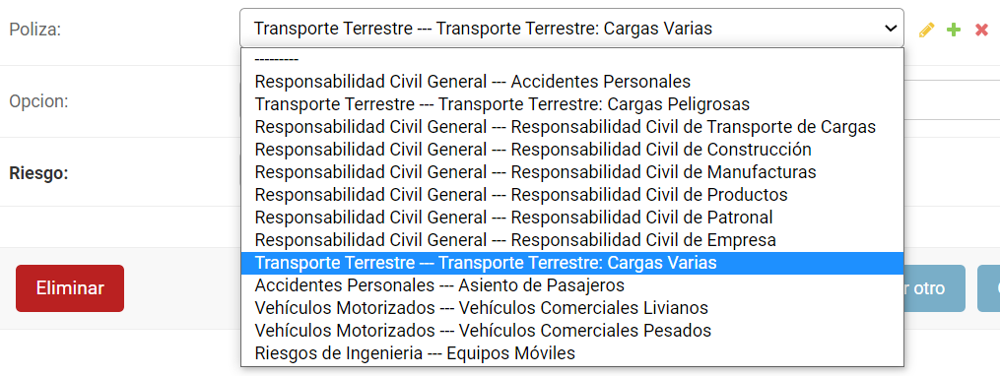 Poliza:
Transporte Terrestre --- Transporte Terrestre: Cargas Varias
---------
Responsabilidad Civil General --- Accidentes Personales
Opcion:
Transporte Terrestre --- Transporte Terrestre: Cargas Peligrosas
Responsabilidad Civil General --- Responsabilidad Civil de Transporte de Cargas
Responsabilidad Civil General --- Responsabilidad Civil de Construcción
Riesgo:
Responsabilidad Civil General --- Responsabilidad Civil de Manufacturas
Responsabilidad Civil General --- Responsabilidad Civil de Productos
Responsabilidad Civil General --- Responsabilidad Civil de Patronal
Responsabilidad Civil General --- Responsabilidad Civil de Empresa
Transporte Terrestre --- Transporte Terrestre: Cargas Varias
Eliminar
Accidentes Personales --- Asiento de Pasajeros
otro
Vehículos Motorizados --- Vehículos Comerciales Livianos
Vehículos Motorizados --- Vehículos Comerciales Pesados
Riesgos de Ingenieria --- Equipos Móviles